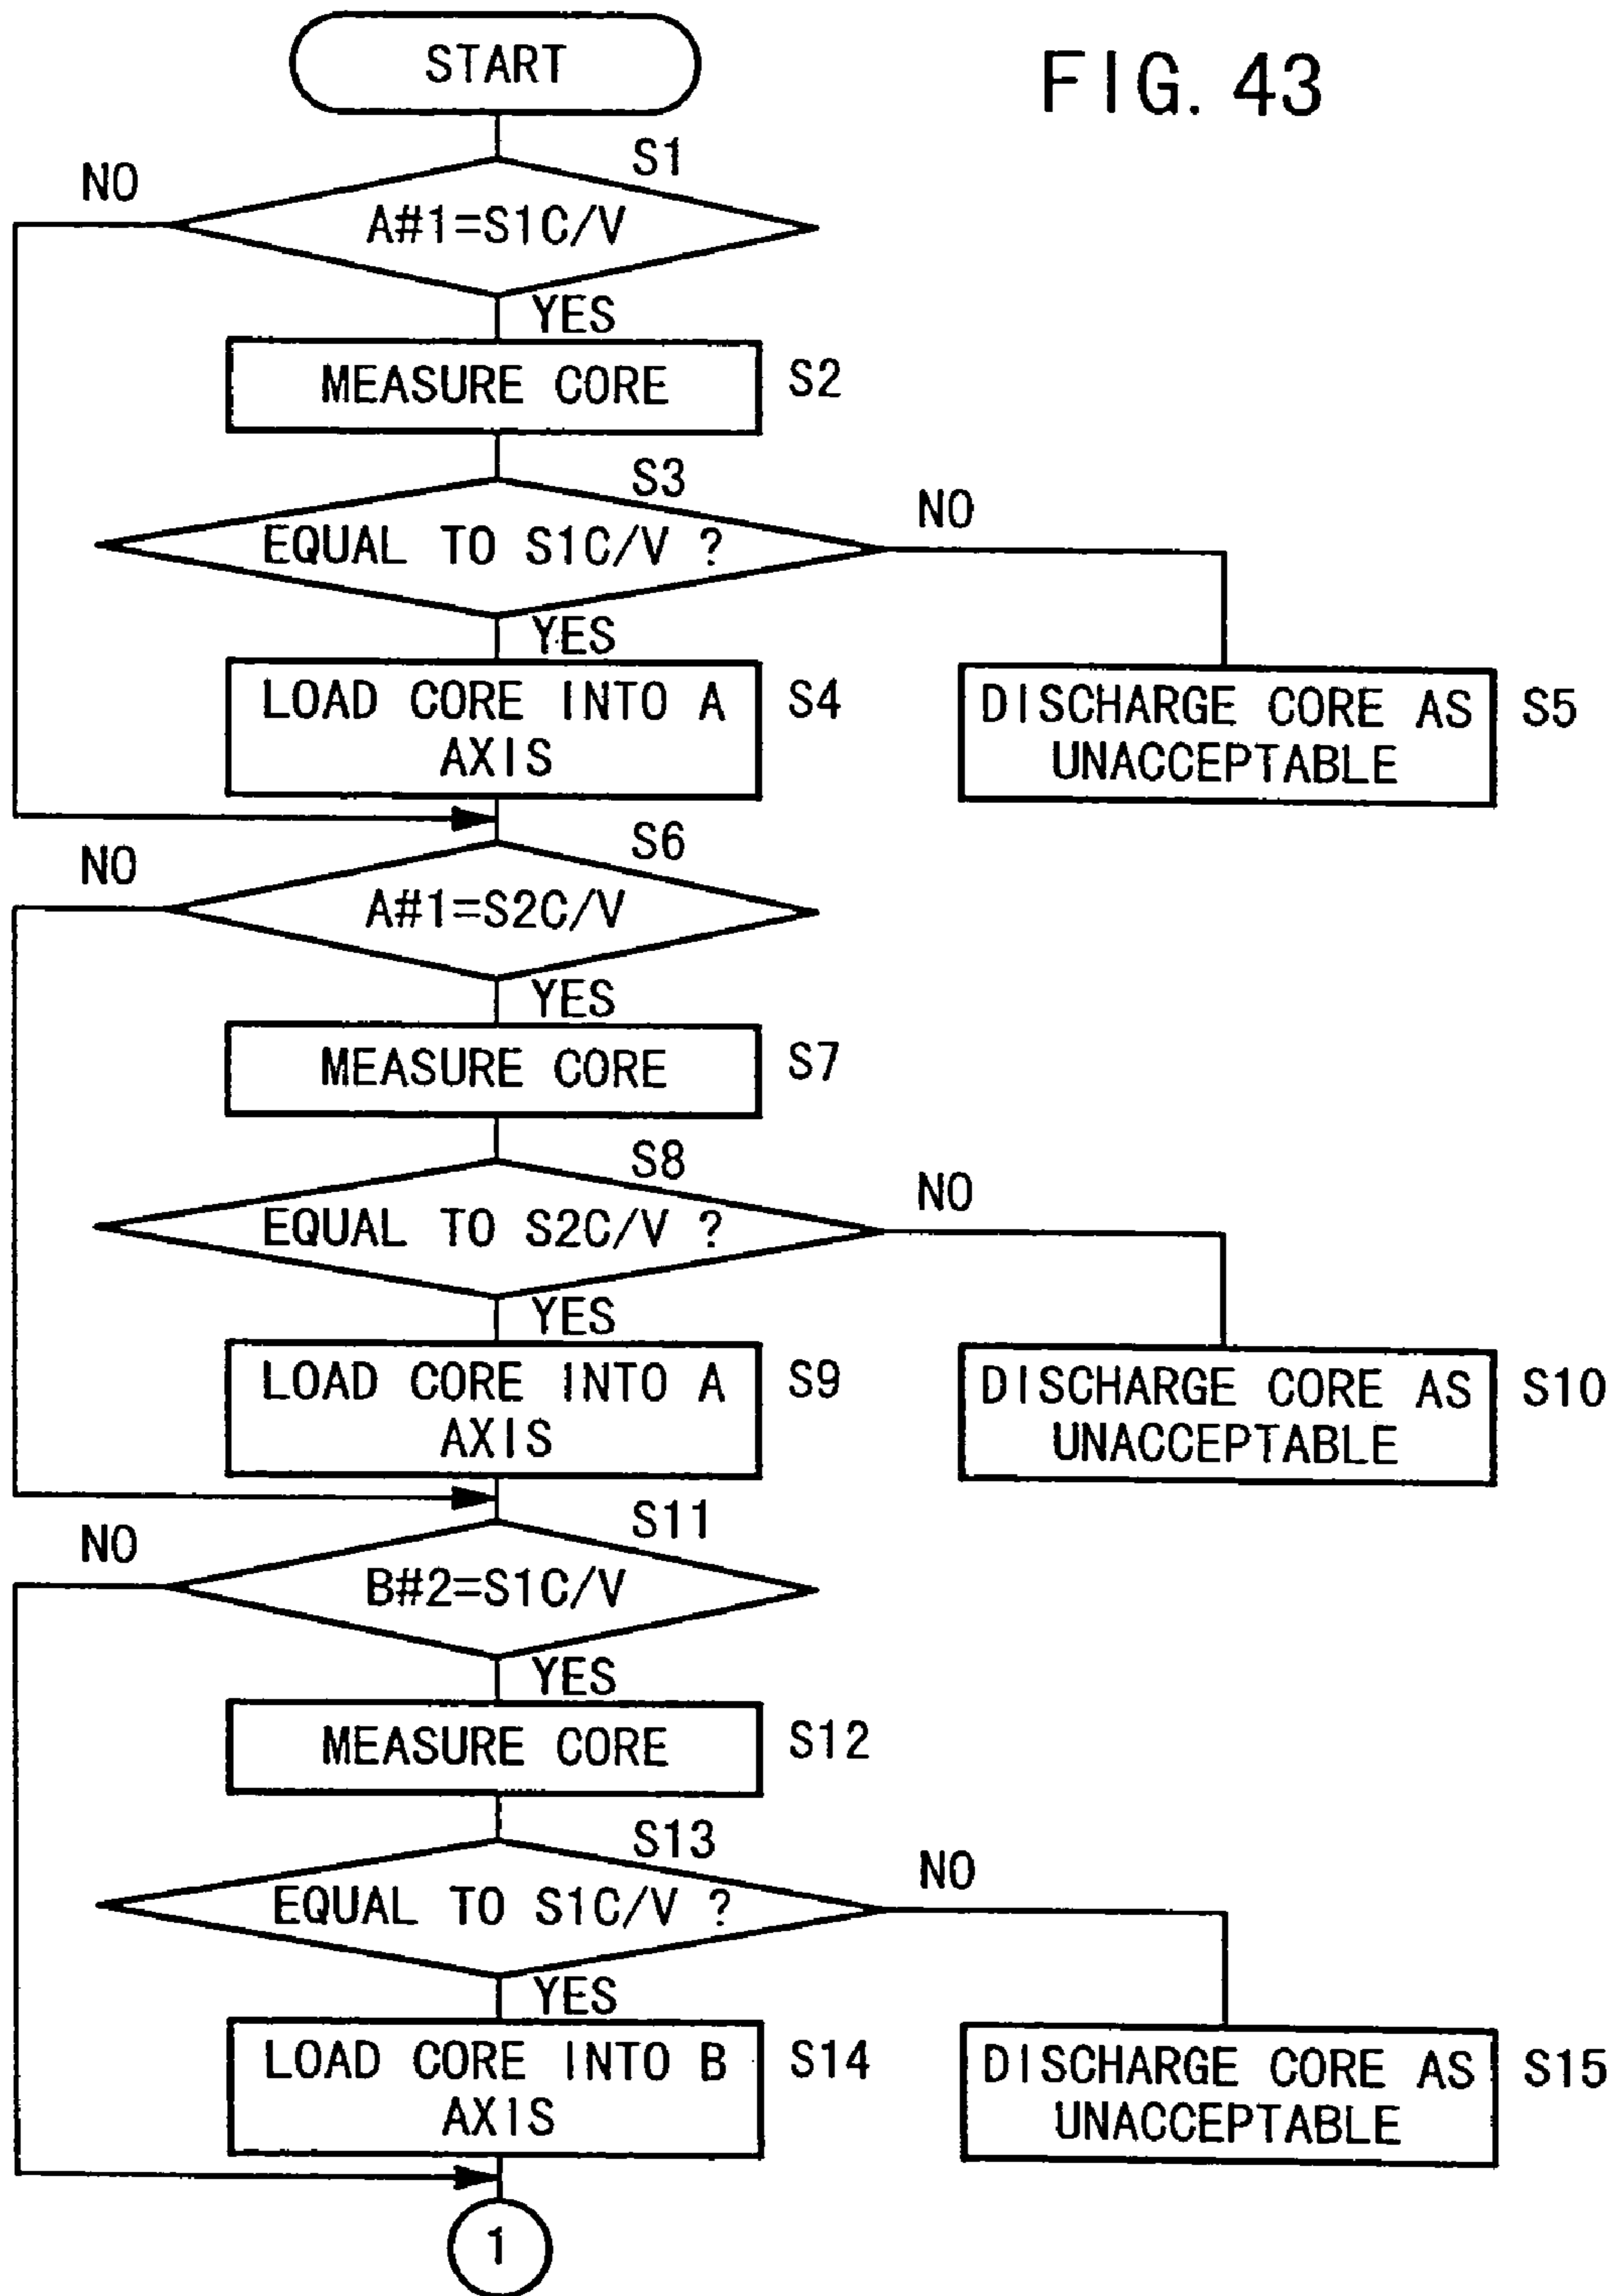 FIG. 43
START
S1
NO
A#1=S1C/V
YES
MEASURE CORE
S2
S3
NO
EQUAL TO S1C/V ?
YES
LOAD CORE INTO A
AXIS
S4
DISCHARGE CORE AS
UNACCEPTABLE
S5
S6
NO
A#1=S2C/V
YES
MEASURE CORE
S7
S8
NO
EQUAL TO S2C/V ?
YES
LOAD CORE INTO A
AXIS
S9
DISCHARGE CORE AS
UNACCEPTABLE
S10
S11
NO
B#2=S1C/V
YES
MEASURE CORE
S12
S13
NO
EQUAL TO S1C/V ?
YES
LOAD CORE INTO B
AXIS
S14
DISCHARGE CORE AS
UNACCEPTABLE
S15
1